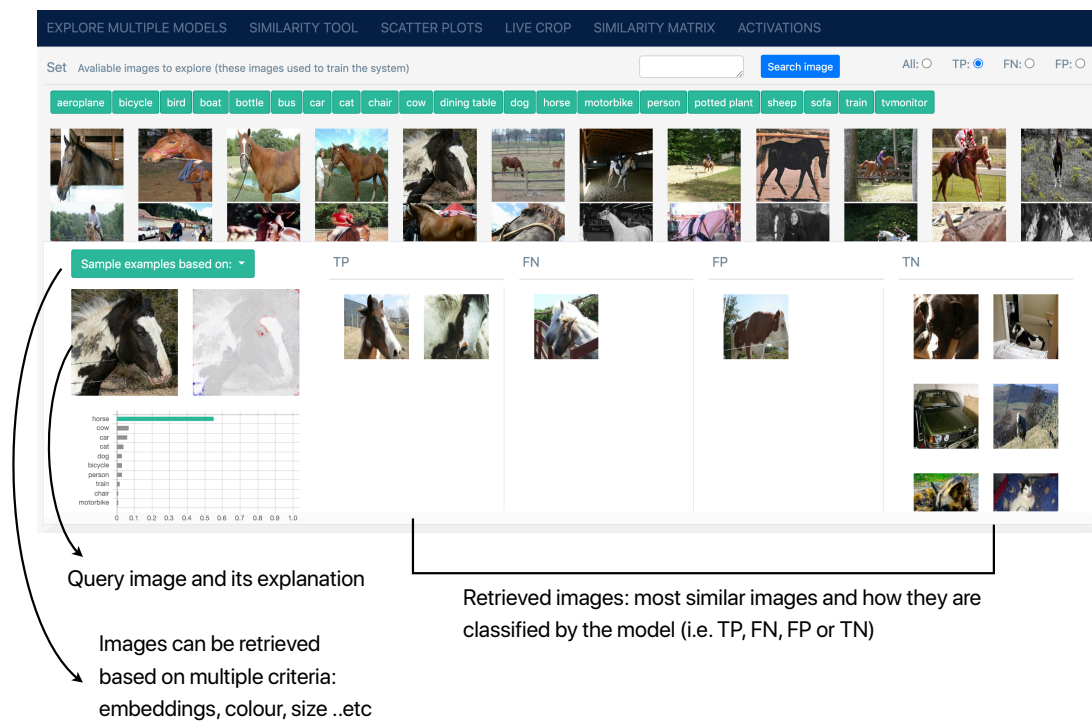 EXPLORE MULTIPLE MODELS SIMILARITY TOOL SCATTER PLOTS LIVE CROP SIMILARITY MATRIX ACTIVATIONS
Set Avaliable images to explore (these images used to train the system) Search image All: TP: FN: FP:
aeroplane bicycle bird boat bottle bus car cat chair cow dining table dog horse motorbike person potted plant sheep sofa train tvmonitor
Sample examples based on: TP FN FP TN
horse
cow
car
cat
dog
bicycle
person
train
chair
motorbike
0 0.1 0.2 0.3 0.4 0.5 0.6 0.7 0.8 0.9 1.0
Query image and its explanation
Retrieved images: most similar images and how they are
classified by the model (i.e. TP, FN, FP or TN)
Images can be retrieved
based on multiple criteria:
embeddings, colour, size ..etc